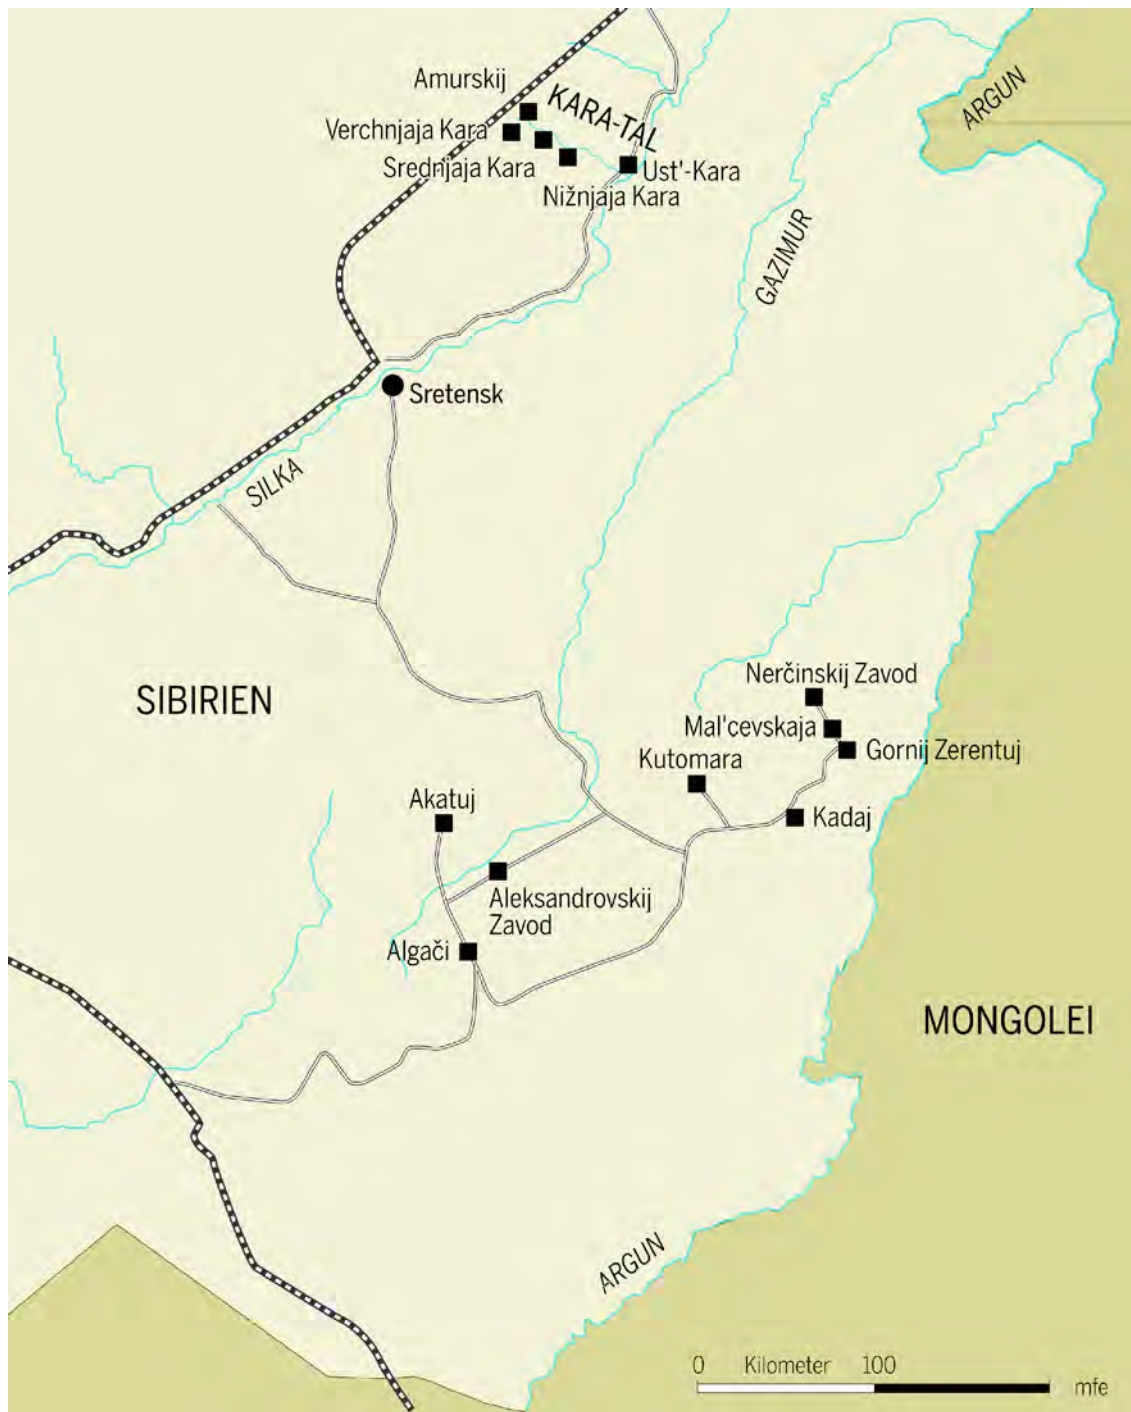 Amurskij
KARA-TAL
ARGUN
Verchnjaja Kara
Srednjaja Kara
Ust'-Kara
Nižnjaja Kara
GAZIMUR
Sretensk
SILKA
SIBIRIEN
Nerčinskij Zavod
Mal'cevskaja
Gornij Zerentuj
Kutomara
Akatuj
Kadaj
Aleksandrovskij
Zavod
Algači
MONGOLEI
ARGUN
0 Kilometer 100
mfe